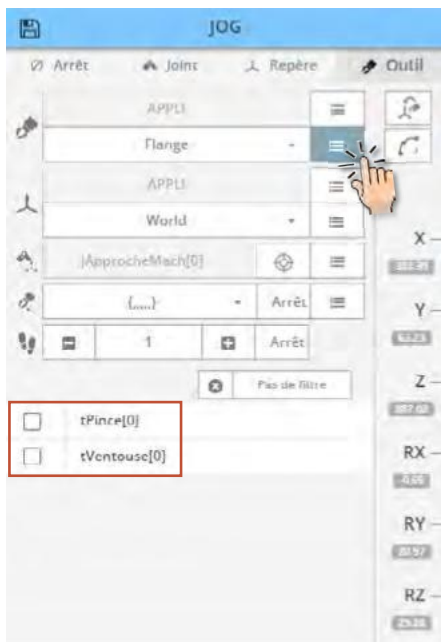 JOG
Arrêt Joint Repère Outil
APPLI
Flange
APPLI
World
jApprocheMach[0]
{.....} Arrêt
1 Arrêt
Pas de filtre
tPince[0]
tVentouse[0]
X
Y
Z
RX
RY
RZ